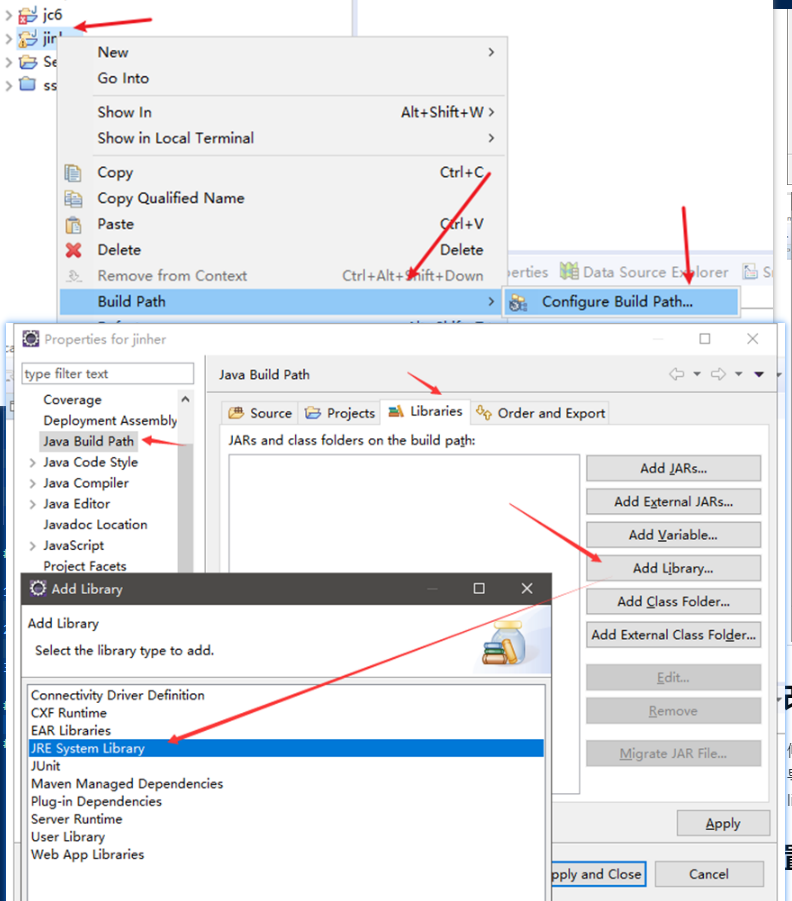 jc6
New
Go Into
Show In Alt+Shift+W
Show in Local Terminal
Copy Ctrl+C
Copy Qualified Name
Paste Ctrl+V
Delete Delete
Remove from Context Ctrl+Alt+Shift+Down
Data Source Explorer
Build Path
Configure Build Path...
Properties for jinher
type filter text
Java Build Path
Coverage
Deployment Assembly
Java Build Path
Java Code Style
Java Compiler
Java Editor
Javadoc Location
JavaScript
Project Facets
Source Projects Libraries Order and Export
JARs and class folders on the build path:
Add JARs...
Add External JARs...
Add Variable...
Add Library...
Add Class Folder...
Add External Class Folder...
Edit...
Remove
Migrate JAR File...
Add Library
Add Library
Select the library type to add.
Connectivity Driver Definition
CXF Runtime
EAR Libraries
JRE System Library
JUnit
Maven Managed Dependencies
Plug-in Dependencies
Server Runtime
User Library
Web App Libraries
Apply
pply and Close
Cancel